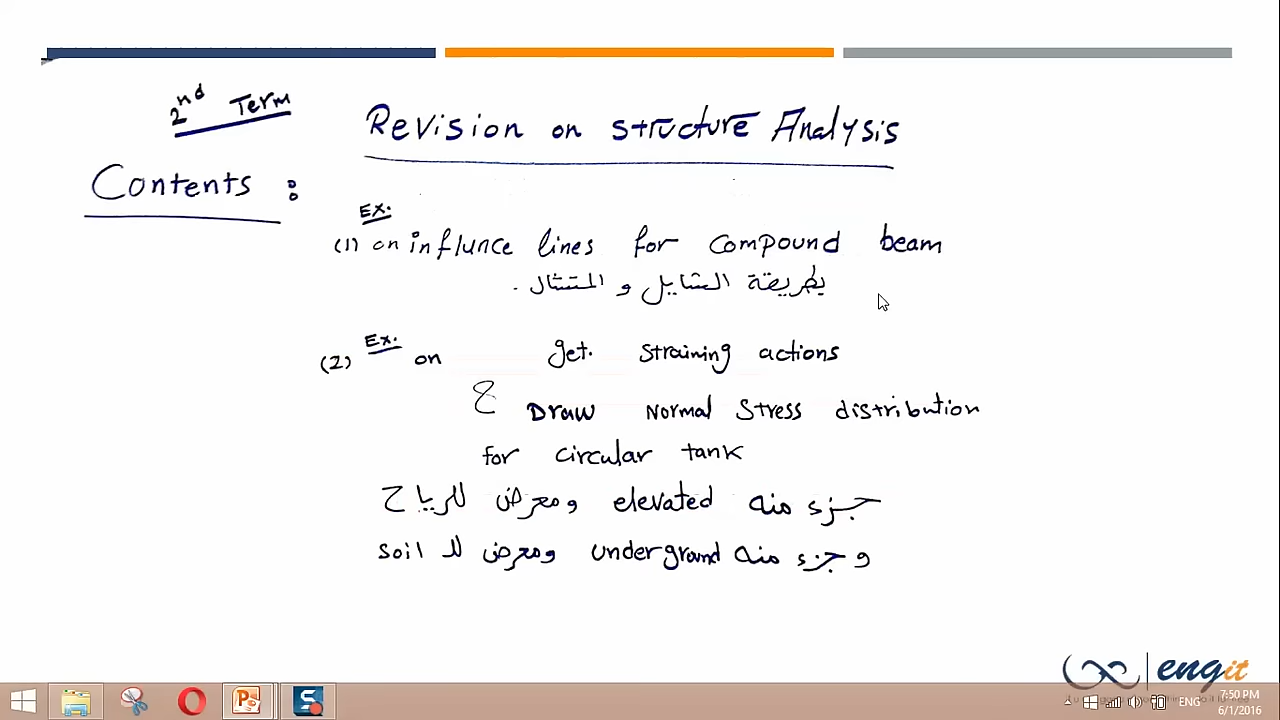 2nd Term
Revision on structure Analysis
Contents :
Ex.
(1) on influnce lines for compound beam
بطريقة الشايل و المتشال .
(2) Ex. on get. straining actions
& Draw Normal Stress distribution
for circular tank
جزء منه elevated ومعرض للرياح
وجزء منه underground ومعرض للـ soil
engit
ENG
7:50 PM
6/1/2016